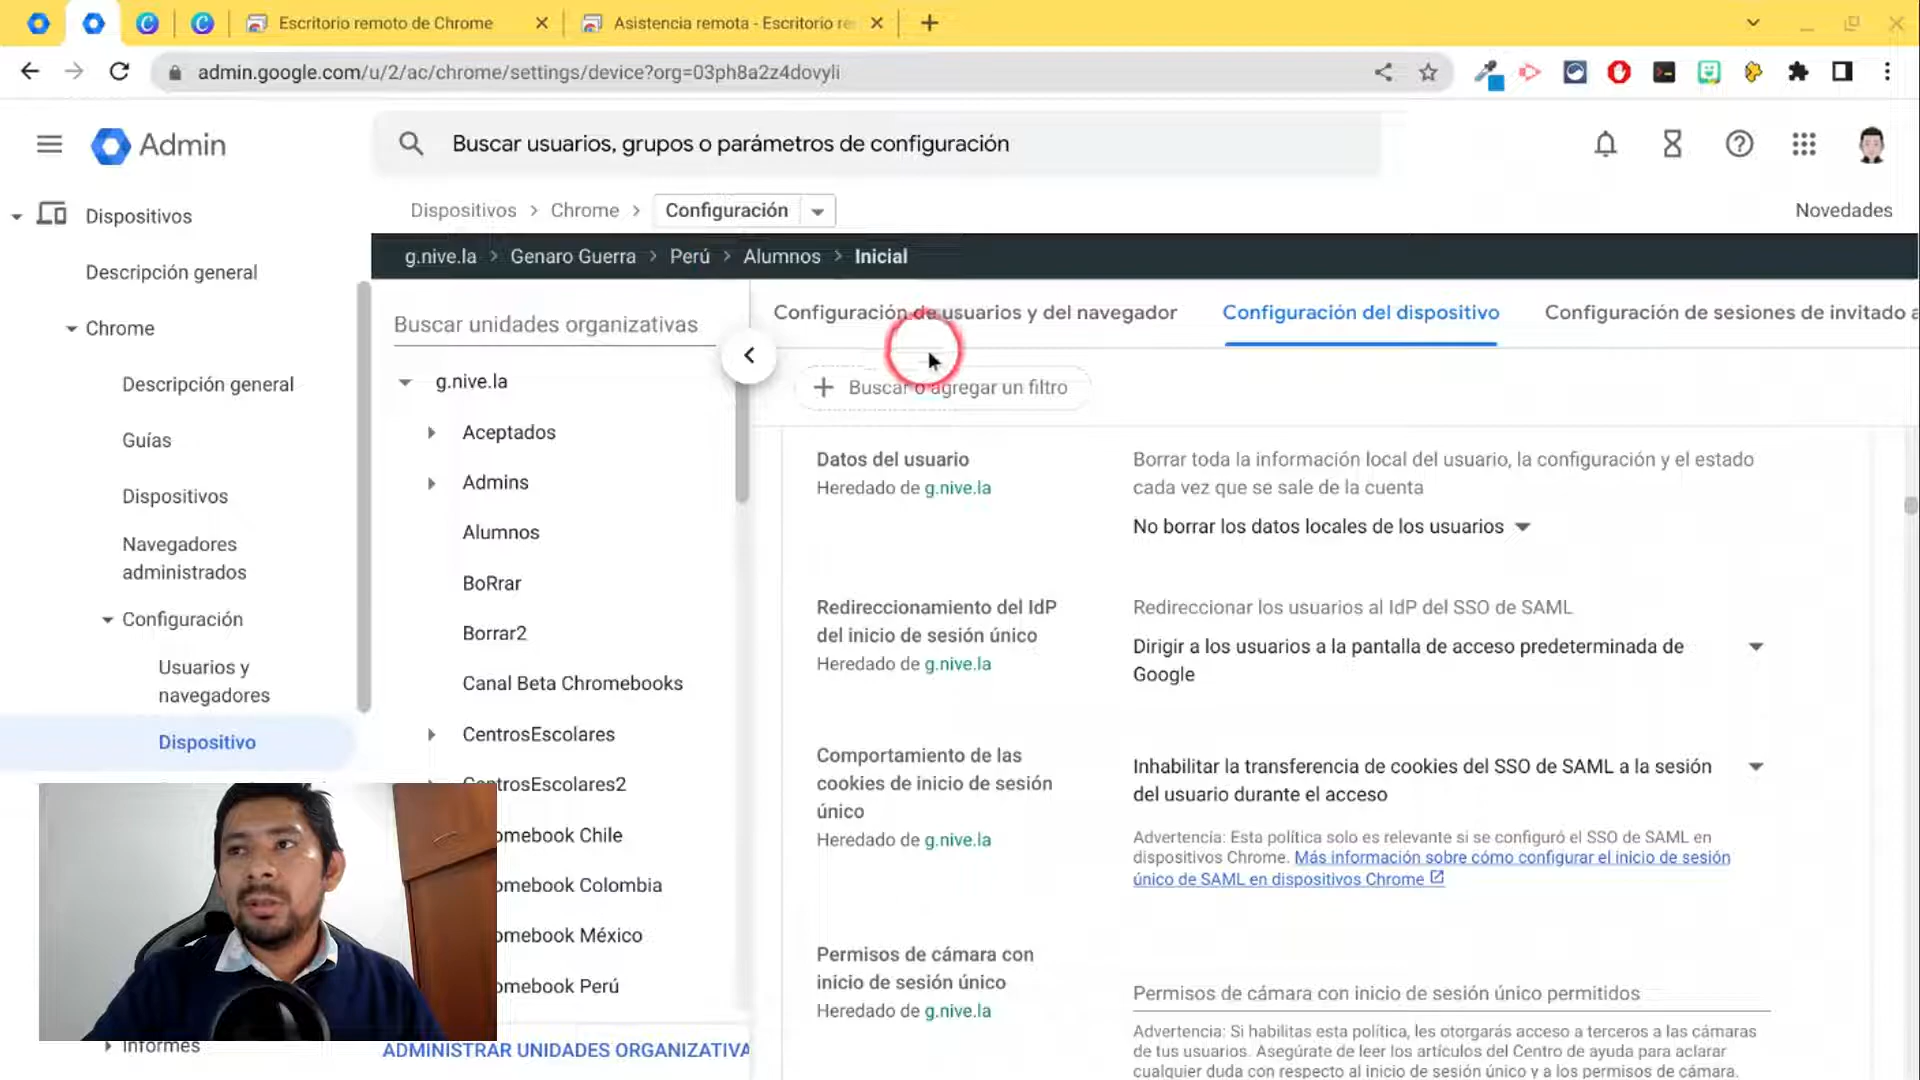 Escritorio remoto de Chrome
Asistencia remota - Escritorio re
admin.google.com/u/2/ac/chrome/settings/device?org=03ph8a2z4dovyli
Admin
Buscar usuarios, grupos o parámetros de configuración
Dispositivos > Chrome > Configuración
Novedades
g.nive.la > Genaro Guerra > Perú > Alumnos > Inicial
Dispositivos
Descripción general
Chrome
Descripción general
Guías
Dispositivos
Navegadores
administrados
Configuración
Usuarios y
navegadores
Dispositivo
Informes
Buscar unidades organizativas
g.nive.la
Aceptados
Admins
Alumnos
BoRrar
Borrar2
Canal Beta Chromebooks
CentrosEscolares
CentrosEscolares2
omebook Chile
omebook Colombia
omebook México
omebook Perú
ADMINISTRAR UNIDADES ORGANIZATIVA
Configuración de usuarios y del navegador
Configuración del dispositivo
Configuración de sesiones de invitado a
Buscar o agregar un filtro
Datos del usuario
Heredado de g.nive.la
Borrar toda la información local del usuario, la configuración y el estado
cada vez que se sale de la cuenta
No borrar los datos locales de los usuarios
Redireccionamiento del IdP
del inicio de sesión único
Heredado de g.nive.la
Redireccionar los usuarios al IdP del SSO de SAML
Dirigir a los usuarios a la pantalla de acceso predeterminada de
Google
Comportamiento de las
cookies de inicio de sesión
único
Heredado de g.nive.la
Inhabilitar la transferencia de cookies del SSO de SAML a la sesión
del usuario durante el acceso
Advertencia: Esta política solo es relevante si se configuró el SSO de SAML en
dispositivos Chrome. Más información sobre cómo configurar el inicio de sesión
único de SAML en dispositivos Chrome
Permisos de cámara con
inicio de sesión único
Heredado de g.nive.la
Permisos de cámara con inicio de sesión único permitidos
Advertencia: Si habilitas esta política, les otorgarás acceso a terceros a las cámaras
de tus usuarios. Asegúrate de leer los artículos del Centro de ayuda para aclarar
cualquier duda con respecto al inicio de sesión único y a los permisos de cámara.